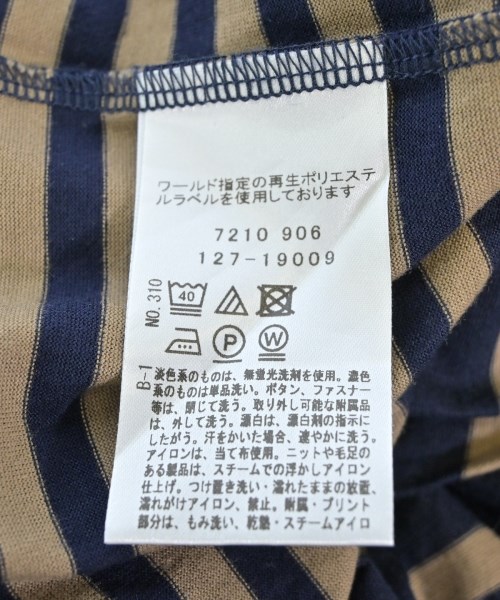 ワールド指定の再生ポリエステ
ルラベルを使用しております
7210 906
127-19009
NO.310
40
P
W
B-1
淡色系のものは、無蛍光洗剤を使用。濃色
系のものは単品洗い。ボタン、ファスナー
等は、閉じて洗う。取り外し可能な附属品
は、外して洗う。漂白は、漂白剤の指示に
したがう。汗をかいた場合、速やかに洗う。
アイロンは、当て布使用。ニットや毛足の
ある製品は、スチームでの浮かしアイロン
仕上げ。つけ置き洗い・濡れたままの放置、
濡れがけアイロン、禁止。附属・プリント
部分は、もみ洗い、乾熱・スチームアイロ